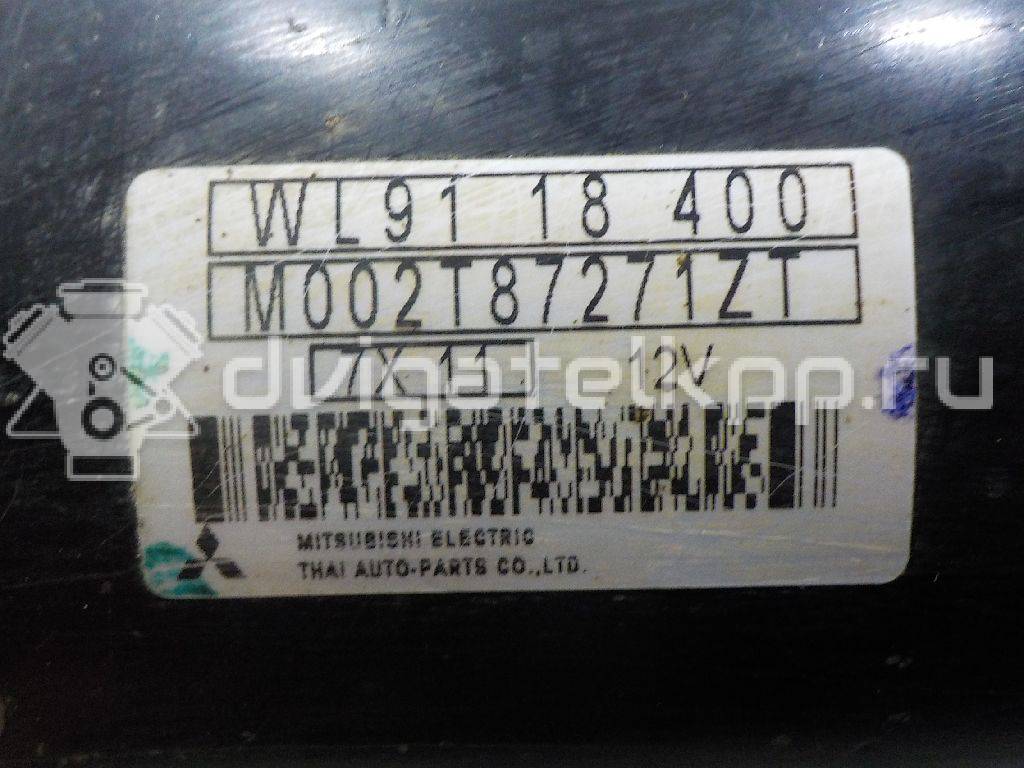 WL91 18 400
M002T87271ZT
7X 11 12V
dvigatelkpp.ru
MITSUBISHI ELECTRIC
THAI AUTO-PARTS CO.,LTD.